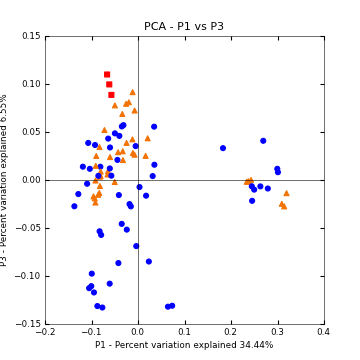 PCA - P1 vs P3
0.15
0.10
0.05
0.00
−0.05
−0.10
−0.15
P3 - Percent variation explained 6.55%
−0.2 −0.1 0.0 0.1 0.2 0.3 0.4
P1 - Percent variation explained 34.44%